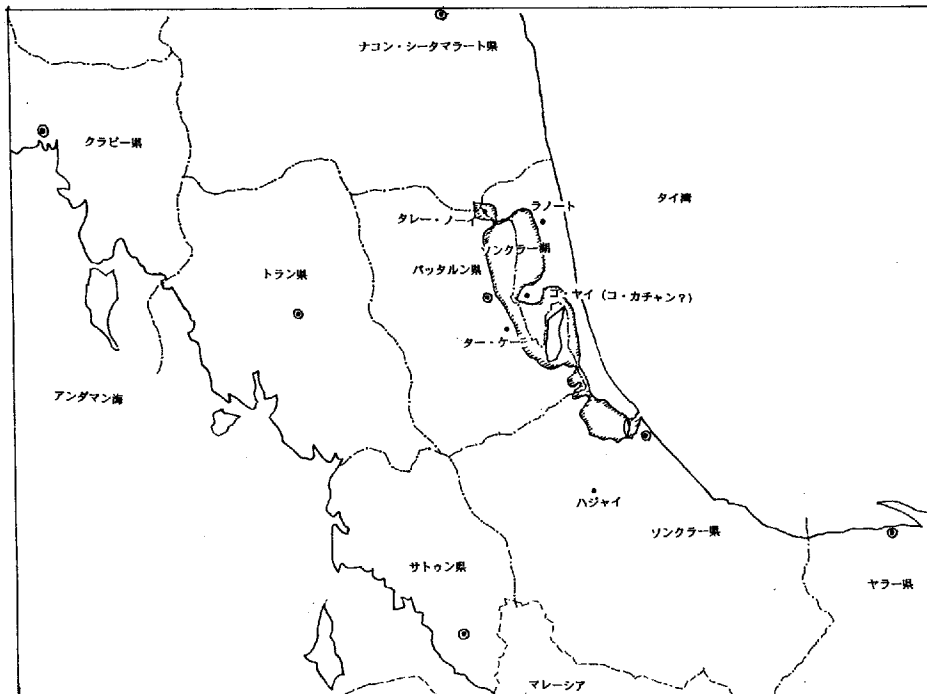 ナコン・シータマラート県
クラビー県
タイ湾
ラノート
タレー・ノーイ
ソンクラー湖
パッタルン県
トラン県
コ・ヤイ（コ・カチャン？）
ター・ケー
アンダマン海
ハジャイ
ソンクラー県
サトゥン県
ヤラー県
マレーシア